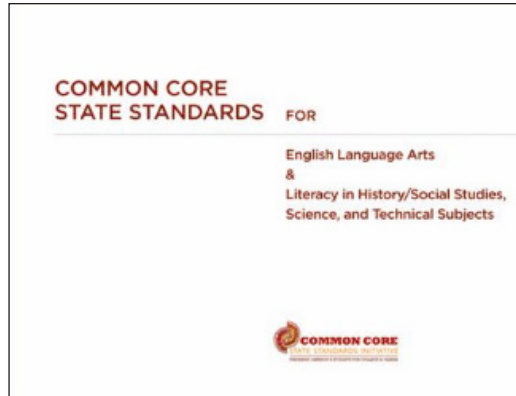 COMMON CORE
STATE STANDARDS FOR
English Language Arts
&
Literacy in History/Social Studies,
Science, and Technical Subjects
COMMON CORE
STATE STANDARDS INITIATIVE